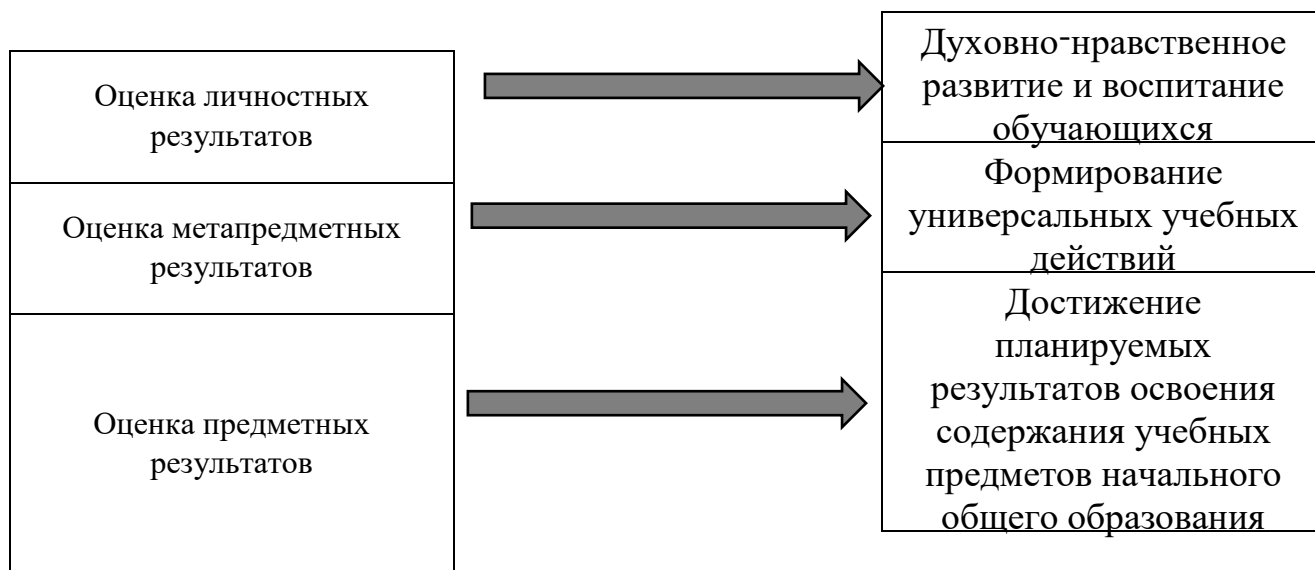 Оценка личностных
результатов
Духовно-нравственное
развитие и воспитание
обучающихся
Оценка метапредметных
результатов
Формирование
универсальных учебных
действий
Оценка предметных
результатов
Достижение
планируемых
результатов освоения
содержания учебных
предметов начального
общего образования